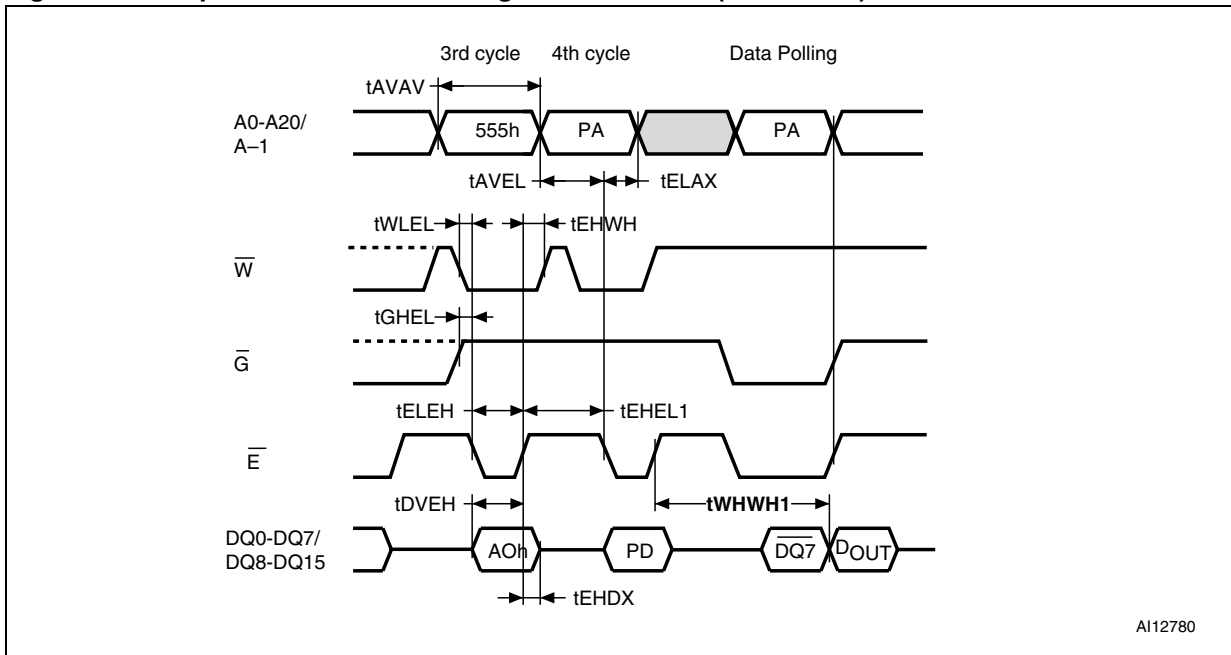 3rd cycle 4th cycle Data Polling
tAVAV
A0-A20/
A–1
555h PA PA
tAVEL tELAX
tWLEL tEHWH
W
tGHEL
G
tELEH tEHEL1
E
tDVEH tWHWH1
DQ0-DQ7/
DQ8-DQ15
AOh PD DQ7 DOUT
tEHDX
AI12780